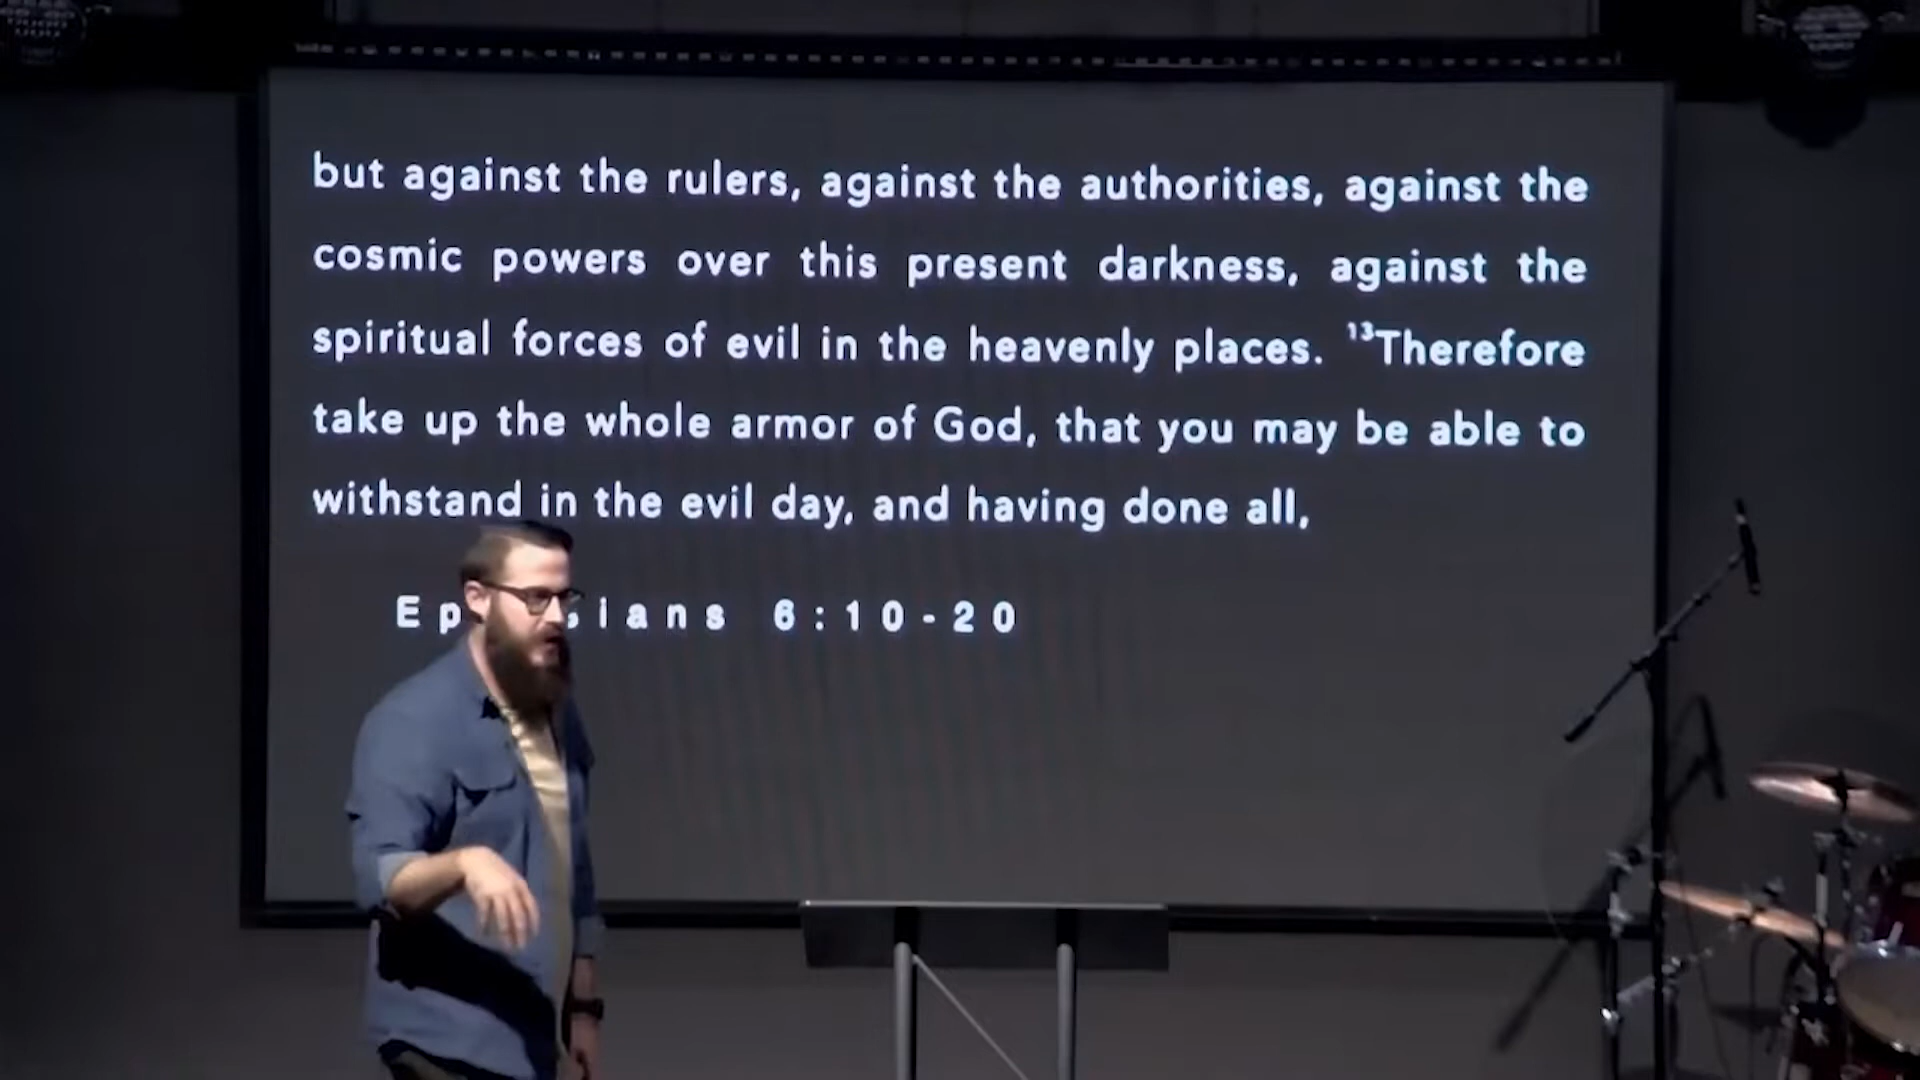 but against the rulers, against the authorities, against the
cosmic powers over this present darkness, against the
spiritual forces of evil in the heavenly places. ¹³Therefore
take up the whole armor of God, that you may be able to
withstand in the evil day, and having done all,
6:10-20